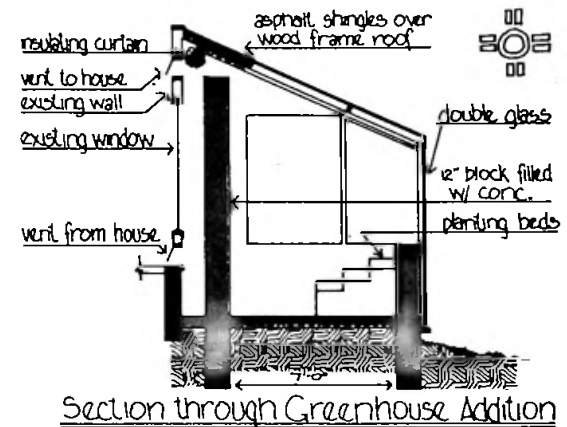 asphalt shingles over
wood frame roof
insulating curtain
vent to house
existing wall
existing window
double glass
12" block filled
w/ conc.
planting beds
vent from house
7'-0"
Section through Greenhouse Addition